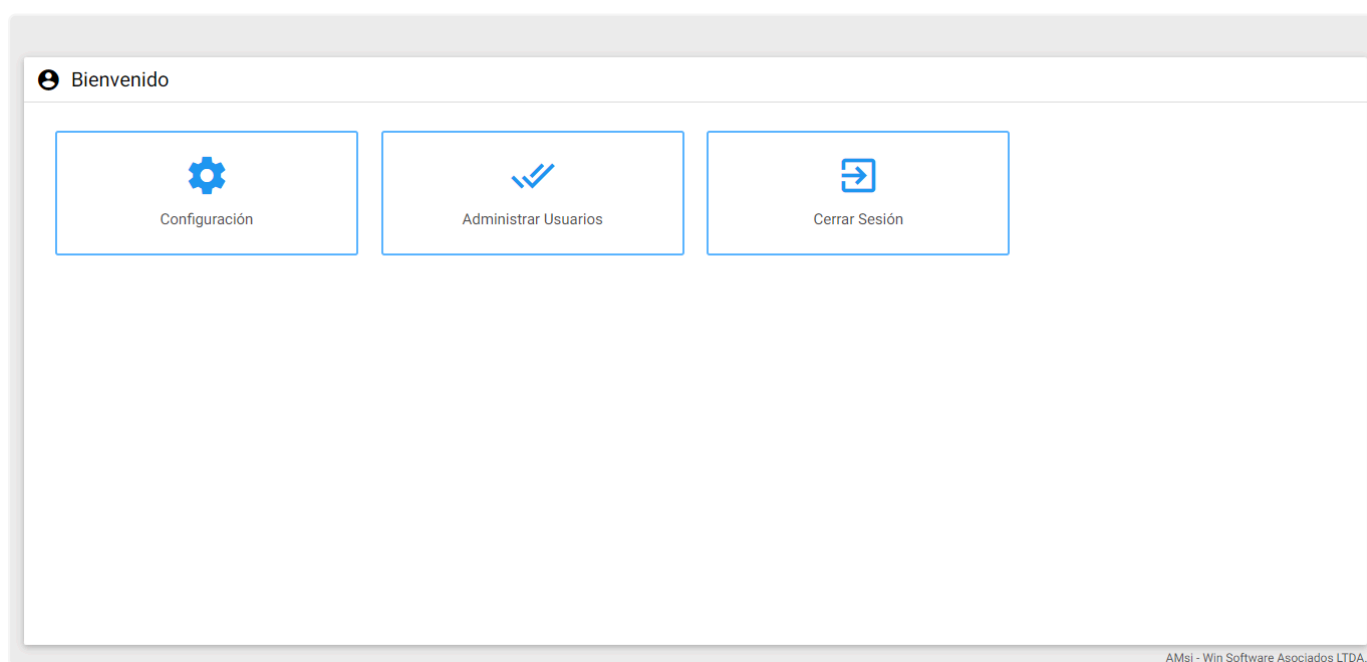 Bienvenido
Configuración
Administrar Usuarios
Cerrar Sesión
AMsi - Win Software Asociados LTDA